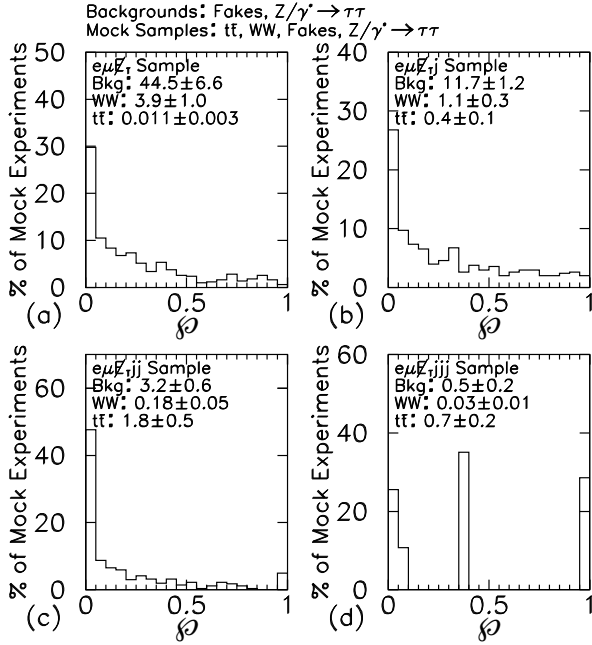 Backgrounds: Fakes, Z/γ*→ττ
Mock Samples: tt̄, WW, Fakes, Z/γ*→ττ
% of Mock Experiments
50
40
30
20
10
0
eμE̸T Sample
Bkg: 44.5±6.6
WW: 3.9±1.0
tt̄: 0.011±0.003
0 0.5 1
(a) ℘
% of Mock Experiments
40
30
20
10
0
eμE̸Tj Sample
Bkg: 11.7±1.2
WW: 1.1±0.3
tt̄: 0.4±0.1
0 0.5 1
(b) ℘
% of Mock Experiments
60
40
20
0
eμE̸Tjj Sample
Bkg: 3.2±0.6
WW: 0.18±0.05
tt̄: 1.8±0.5
0 0.5 1
(c) ℘
% of Mock Experiments
60
40
20
0
eμE̸Tjjj Sample
Bkg: 0.5±0.2
WW: 0.03±0.01
tt̄: 0.7±0.2
0 0.5 1
(d) ℘